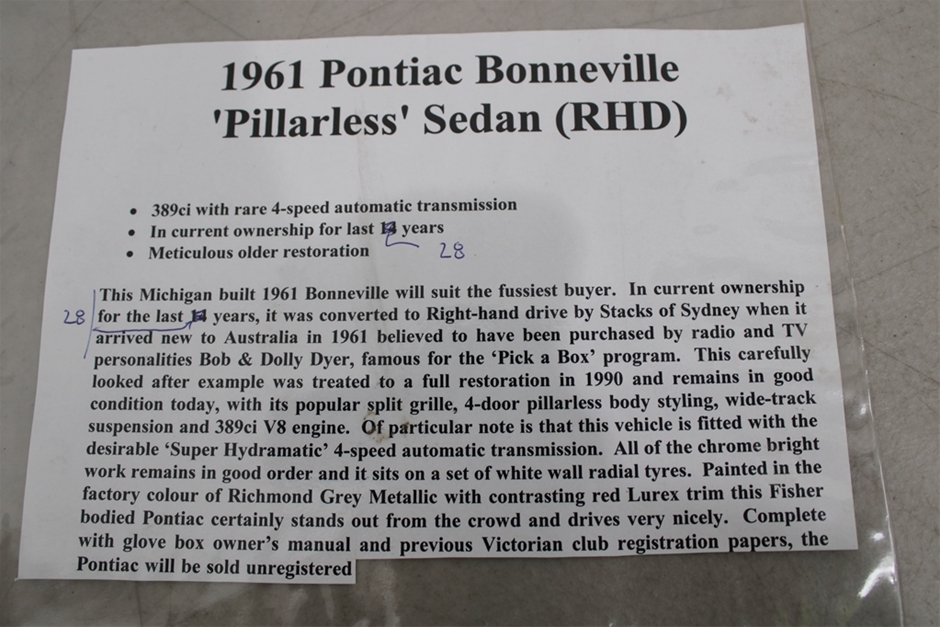 1961 Pontiac Bonneville
'Pillarless' Sedan (RHD)
• 389ci with rare 4-speed automatic transmission
• In current ownership for last years
28
• Meticulous older restoration
This Michigan built 1961 Bonneville will suit the fussiest buyer. In current ownership
28
for the last years, it was converted to Right-hand drive by Stacks of Sydney when it
arrived new to Australia in 1961 believed to have been purchased by radio and TV
personalities Bob & Dolly Dyer, famous for the 'Pick a Box' program. This carefully
looked after example was treated to a full restoration in 1990 and remains in good
condition today, with its popular split grille, 4-door pillarless body styling, wide-track
suspension and 389ci V8 engine. Of particular note is that this vehicle is fitted with the
desirable 'Super Hydramatic' 4-speed automatic transmission. All of the chrome bright
work remains in good order and it sits on a set of white wall radial tyres. Painted in the
factory colour of Richmond Grey Metallic with contrasting red Lurex trim this Fisher
bodied Pontiac certainly stands out from the crowd and drives very nicely. Complete
with glove box owner's manual and previous Victorian club registration papers, the
Pontiac will be sold unregistered